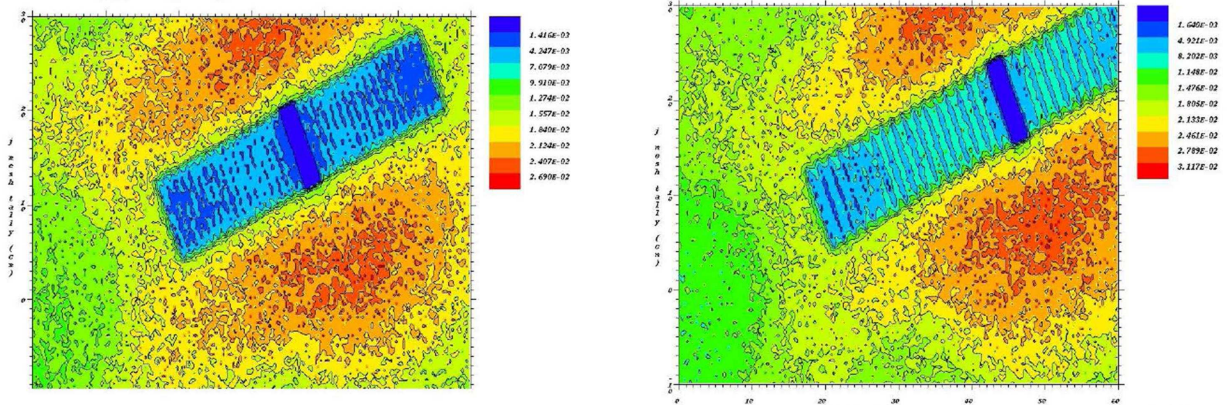 1.416E-03
4.247E-03
7.079E-03
9.910E-03
1.274E-02
1.557E-02
1.840E-02
2.124E-02
2.407E-02
2.690E-02
j mesh tally (cm)
1.640E-03
4.921E-03
8.202E-03
1.148E-02
1.476E-02
1.805E-02
2.133E-02
2.461E-02
2.789E-02
3.117E-02
j mesh tally (cm)
0 10 20 30 40 50 60